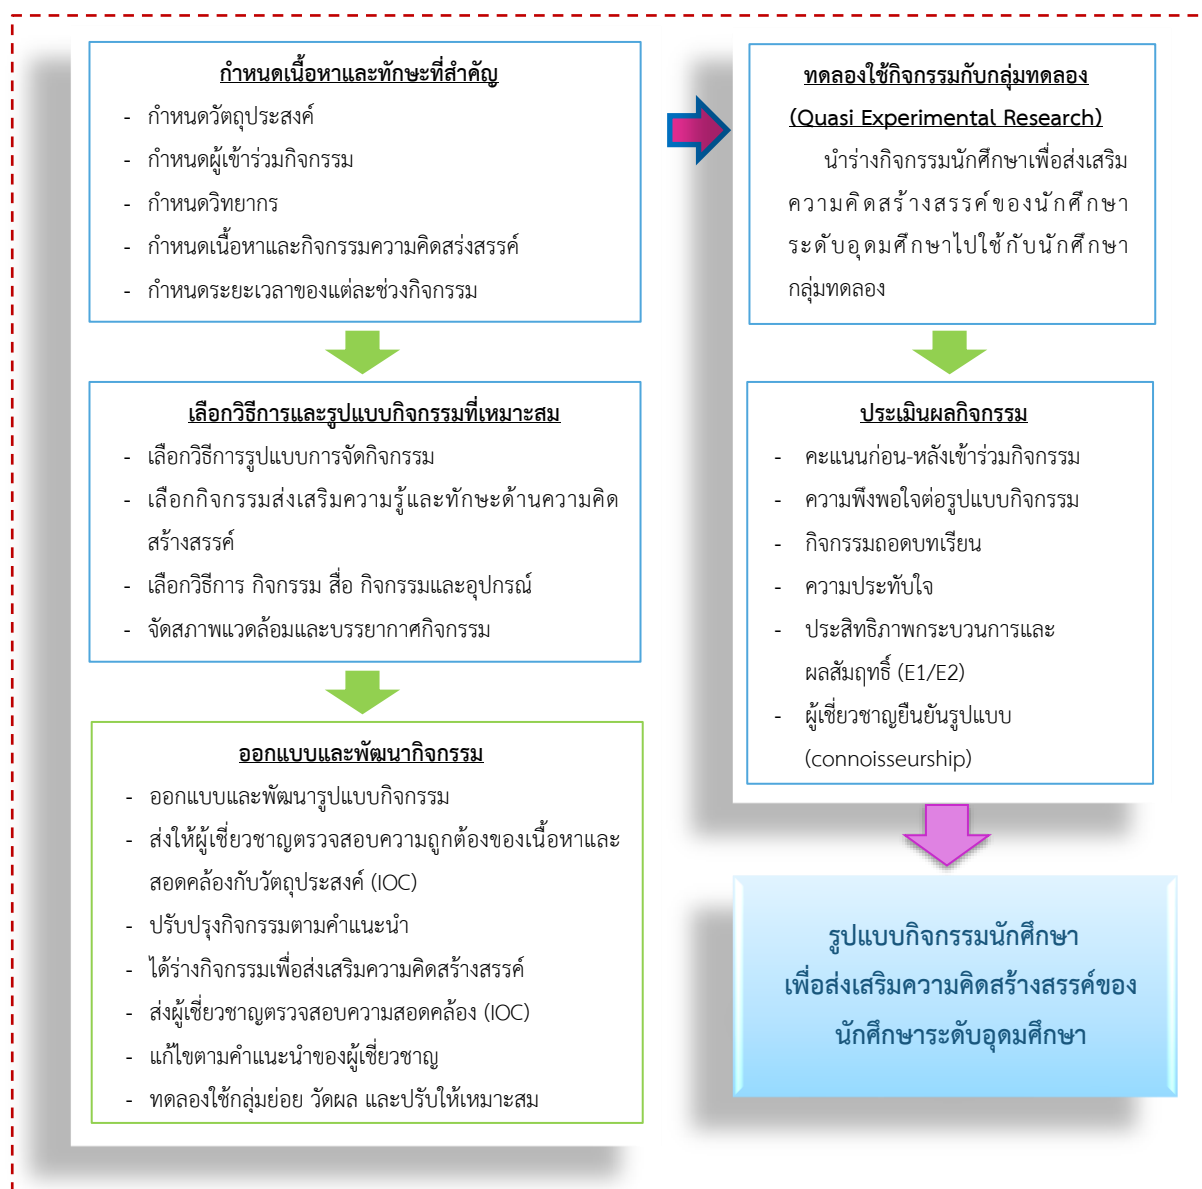 กำหนดเนื้อหาและทักษะที่สำคัญ
- กำหนดวัตถุประสงค์
- กำหนดผู้เข้าร่วมกิจกรรม
- กำหนดวิทยากร
- กำหนดเนื้อหาและกิจกรรมความคิดสร่งสรรค์
- กำหนดระยะเวลาของแต่ละช่วงกิจกรรม
เลือกวิธีการและรูปแบบกิจกรรมที่เหมาะสม
- เลือกวิธีการรูปแบบการจัดกิจกรรม
- เลือกกิจกรรมส่งเสริมความรู้และทักษะด้านความคิด
สร้างสรรค์
- เลือกวิธีการ กิจกรรม สื่อ กิจกรรมและอุปกรณ์
- จัดสภาพแวดล้อมและบรรยากาศกิจกรรม
ออกแบบและพัฒนากิจกรรม
- ออกแบบและพัฒนารูปแบบกิจกรรม
- ส่งให้ผู้เชี่ยวชาญตรวจสอบความถูกต้องของเนื้อหาและ
สอดคล้องกับวัตถุประสงค์ (IOC)
- ปรับปรุงกิจกรรมตามคำแนะนำ
- ได้ร่างกิจกรรมเพื่อส่งเสริมความคิดสร้างสรรค์
- ส่งผู้เชี่ยวชาญตรวจสอบความสอดคล้อง (IOC)
- แก้ไขตามคำแนะนำของผู้เชี่ยวชาญ
- ทดลองใช้กลุ่มย่อย วัดผล และปรับให้เหมาะสม
ทดลองใช้กิจกรรมกับกลุ่มทดลอง
(Quasi Experimental Research)
นำร่างกิจกรรมนักศึกษาเพื่อส่งเสริม
ความคิดสร้างสรรค์ของนักศึกษา
ระดับอุดมศึกษาไปใช้กับนักศึกษา
กลุ่มทดลอง
ประเมินผลกิจกรรม
- คะแนนก่อน-หลังเข้าร่วมกิจกรรม
- ความพึงพอใจต่อรูปแบบกิจกรรม
- กิจกรรมถอดบทเรียน
- ความประทับใจ
- ประสิทธิภาพกระบวนการและ
ผลสัมฤทธิ์ (E1/E2)
- ผู้เชี่ยวชาญยืนยันรูปแบบ
(connoisseurship)
รูปแบบกิจกรรมนักศึกษา
เพื่อส่งเสริมความคิดสร้างสรรค์ของ
นักศึกษาระดับอุดมศึกษา